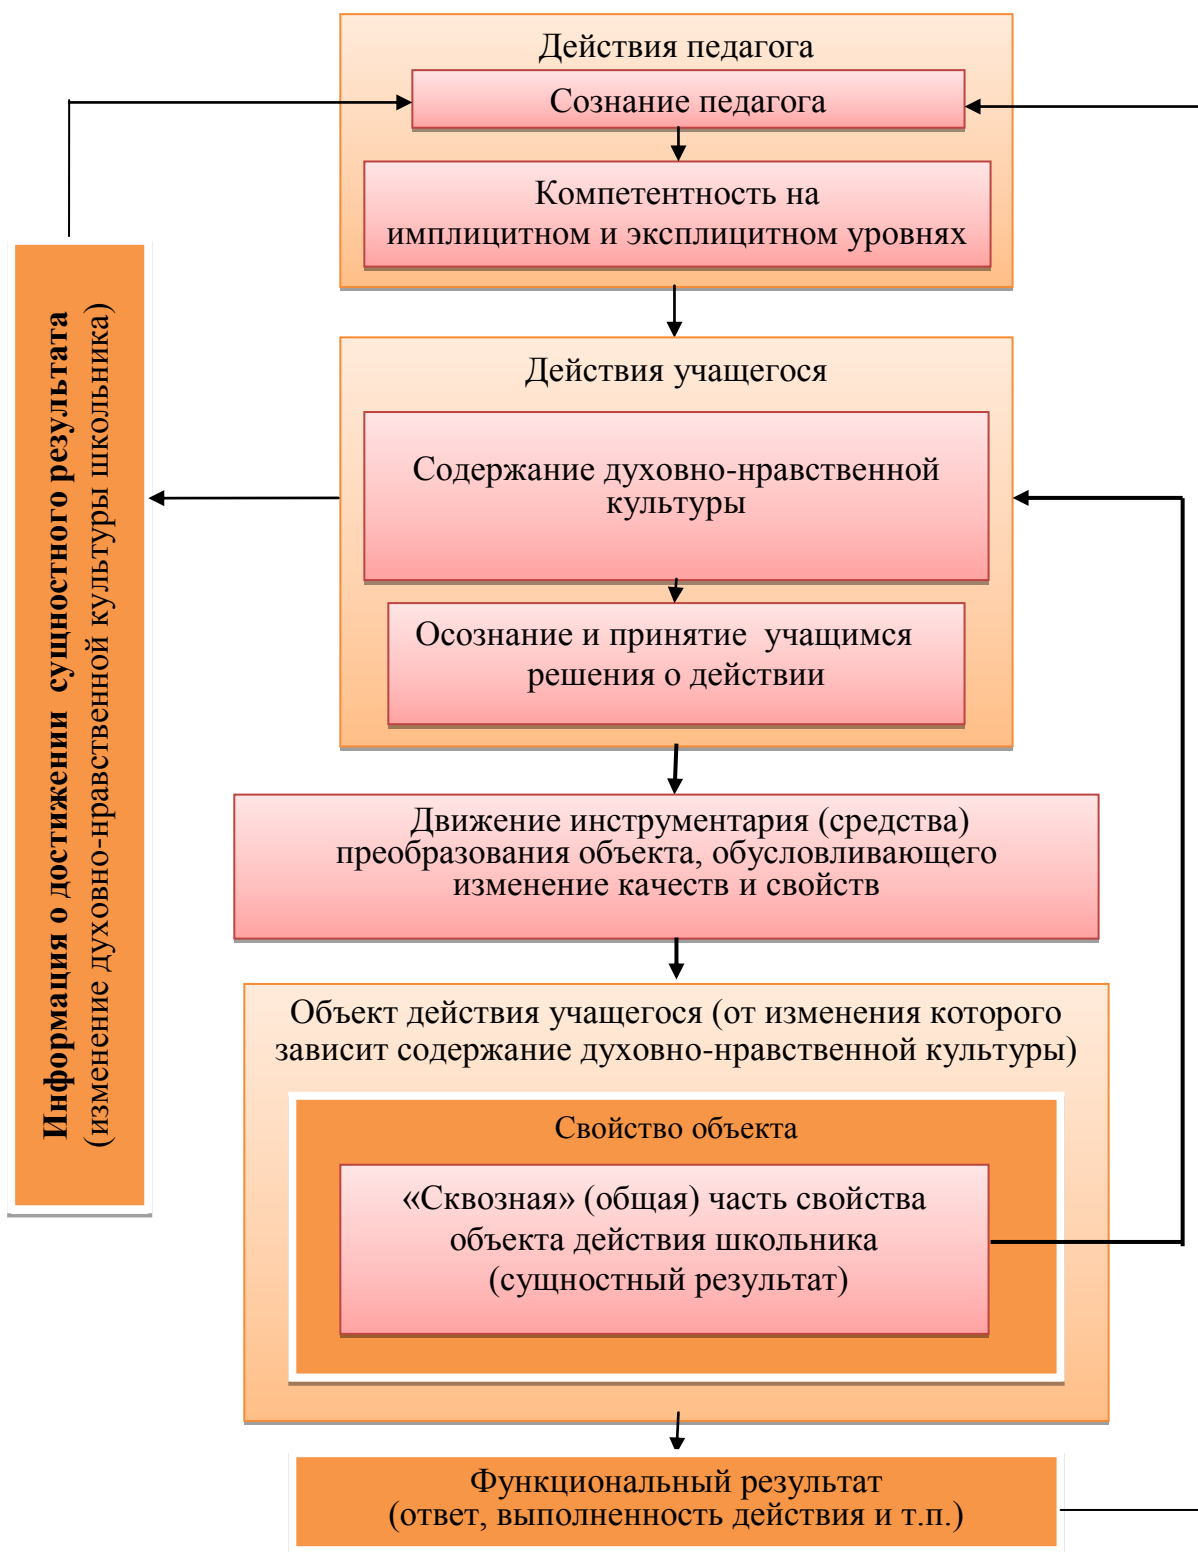 Действия педагога
Сознание педагога
Компетентность на
имплицитном и эксплицитном уровнях
Информация о достижении сущностного результата
(изменение духовно-нравственной культуры школьника)
Действия учащегося
Содержание духовно-нравственной
культуры
Осознание и принятие учащимся
решения о действии
Движение инструментария (средства)
преобразования объекта, обусловливающего
изменение качеств и свойств
Объект действия учащегося (от изменения которого
зависит содержание духовно-нравственной культуры)
Свойство объекта
«Сквозная» (общая) часть свойства
объекта действия школьника
(сущностный результат)
Функциональный результат
(ответ, выполненность действия и т.п.)